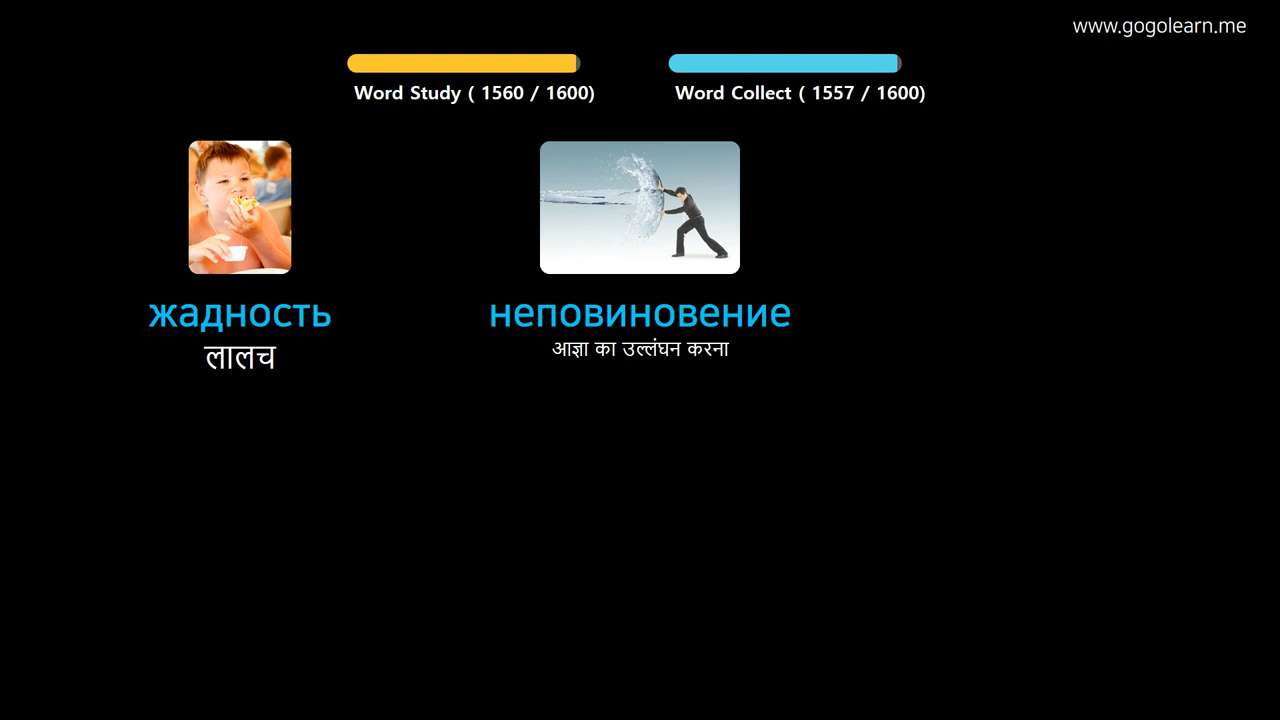 www.gogolearn.me
Word Study ( 1560 / 1600)
Word Collect ( 1557 / 1600)
жадность
लालच
неповиновение
आज्ञा का उल्लंघन करना